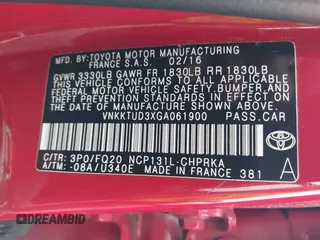 MFD. BY:TOYOTA MOTOR MANUFACTURING
FRANCE S.A.S. 02/16
GVWR 3330LB GAWR FR 1830LB RR 1830LB
THIS VEHICLE CONFORMS TO ALL APPLICABLE
FEDERAL MOTOR VEHICLE SAFETY,BUMPER,AND
THEFT PREVENTION STANDARDS IN EFFECT ON
THE DATE OF MANUFACTURE SHOWN ABOVE.
VNKKTUD3XGA061900 PASS.CAR
TOYOTA
C/TR: 3P0/FQ20 NCP131L-CHPRKA
A/TM: -08A/U340E
Made in France 381
A
DREAMBID